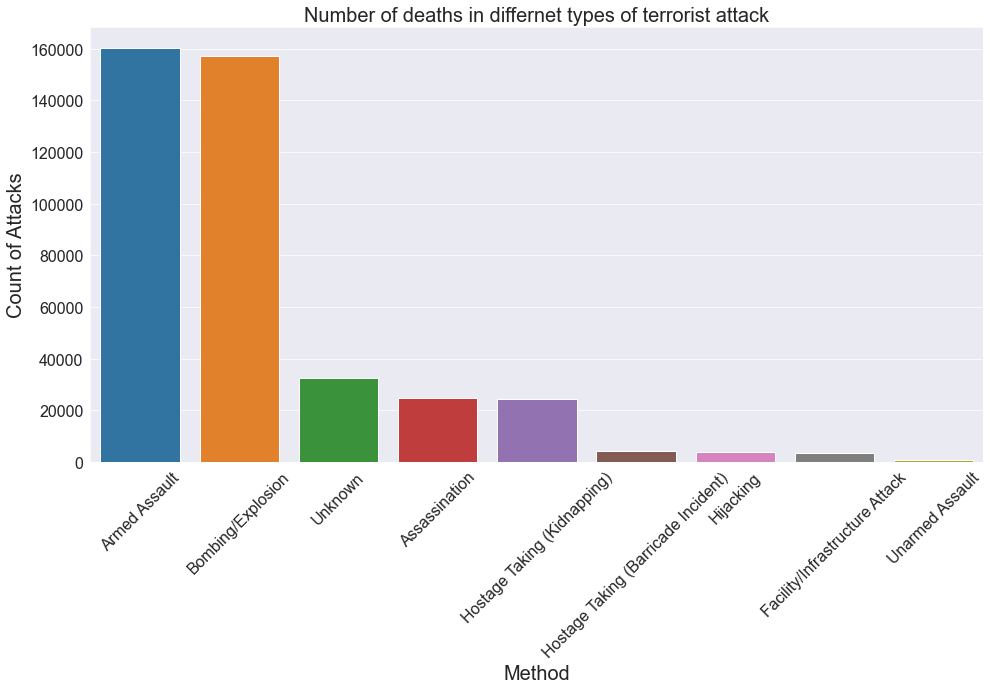 Number of deaths in differnet types of terrorist attack
Count of Attacks
160000
140000
120000
100000
80000
60000
40000
20000
0
Armed Assault
Bombing/Explosion
Unknown
Assassination
Hostage Taking (Kidnapping)
Hostage Taking (Barricade Incident)
Hijacking
Facility/Infrastructure Attack
Unarmed Assault
Method